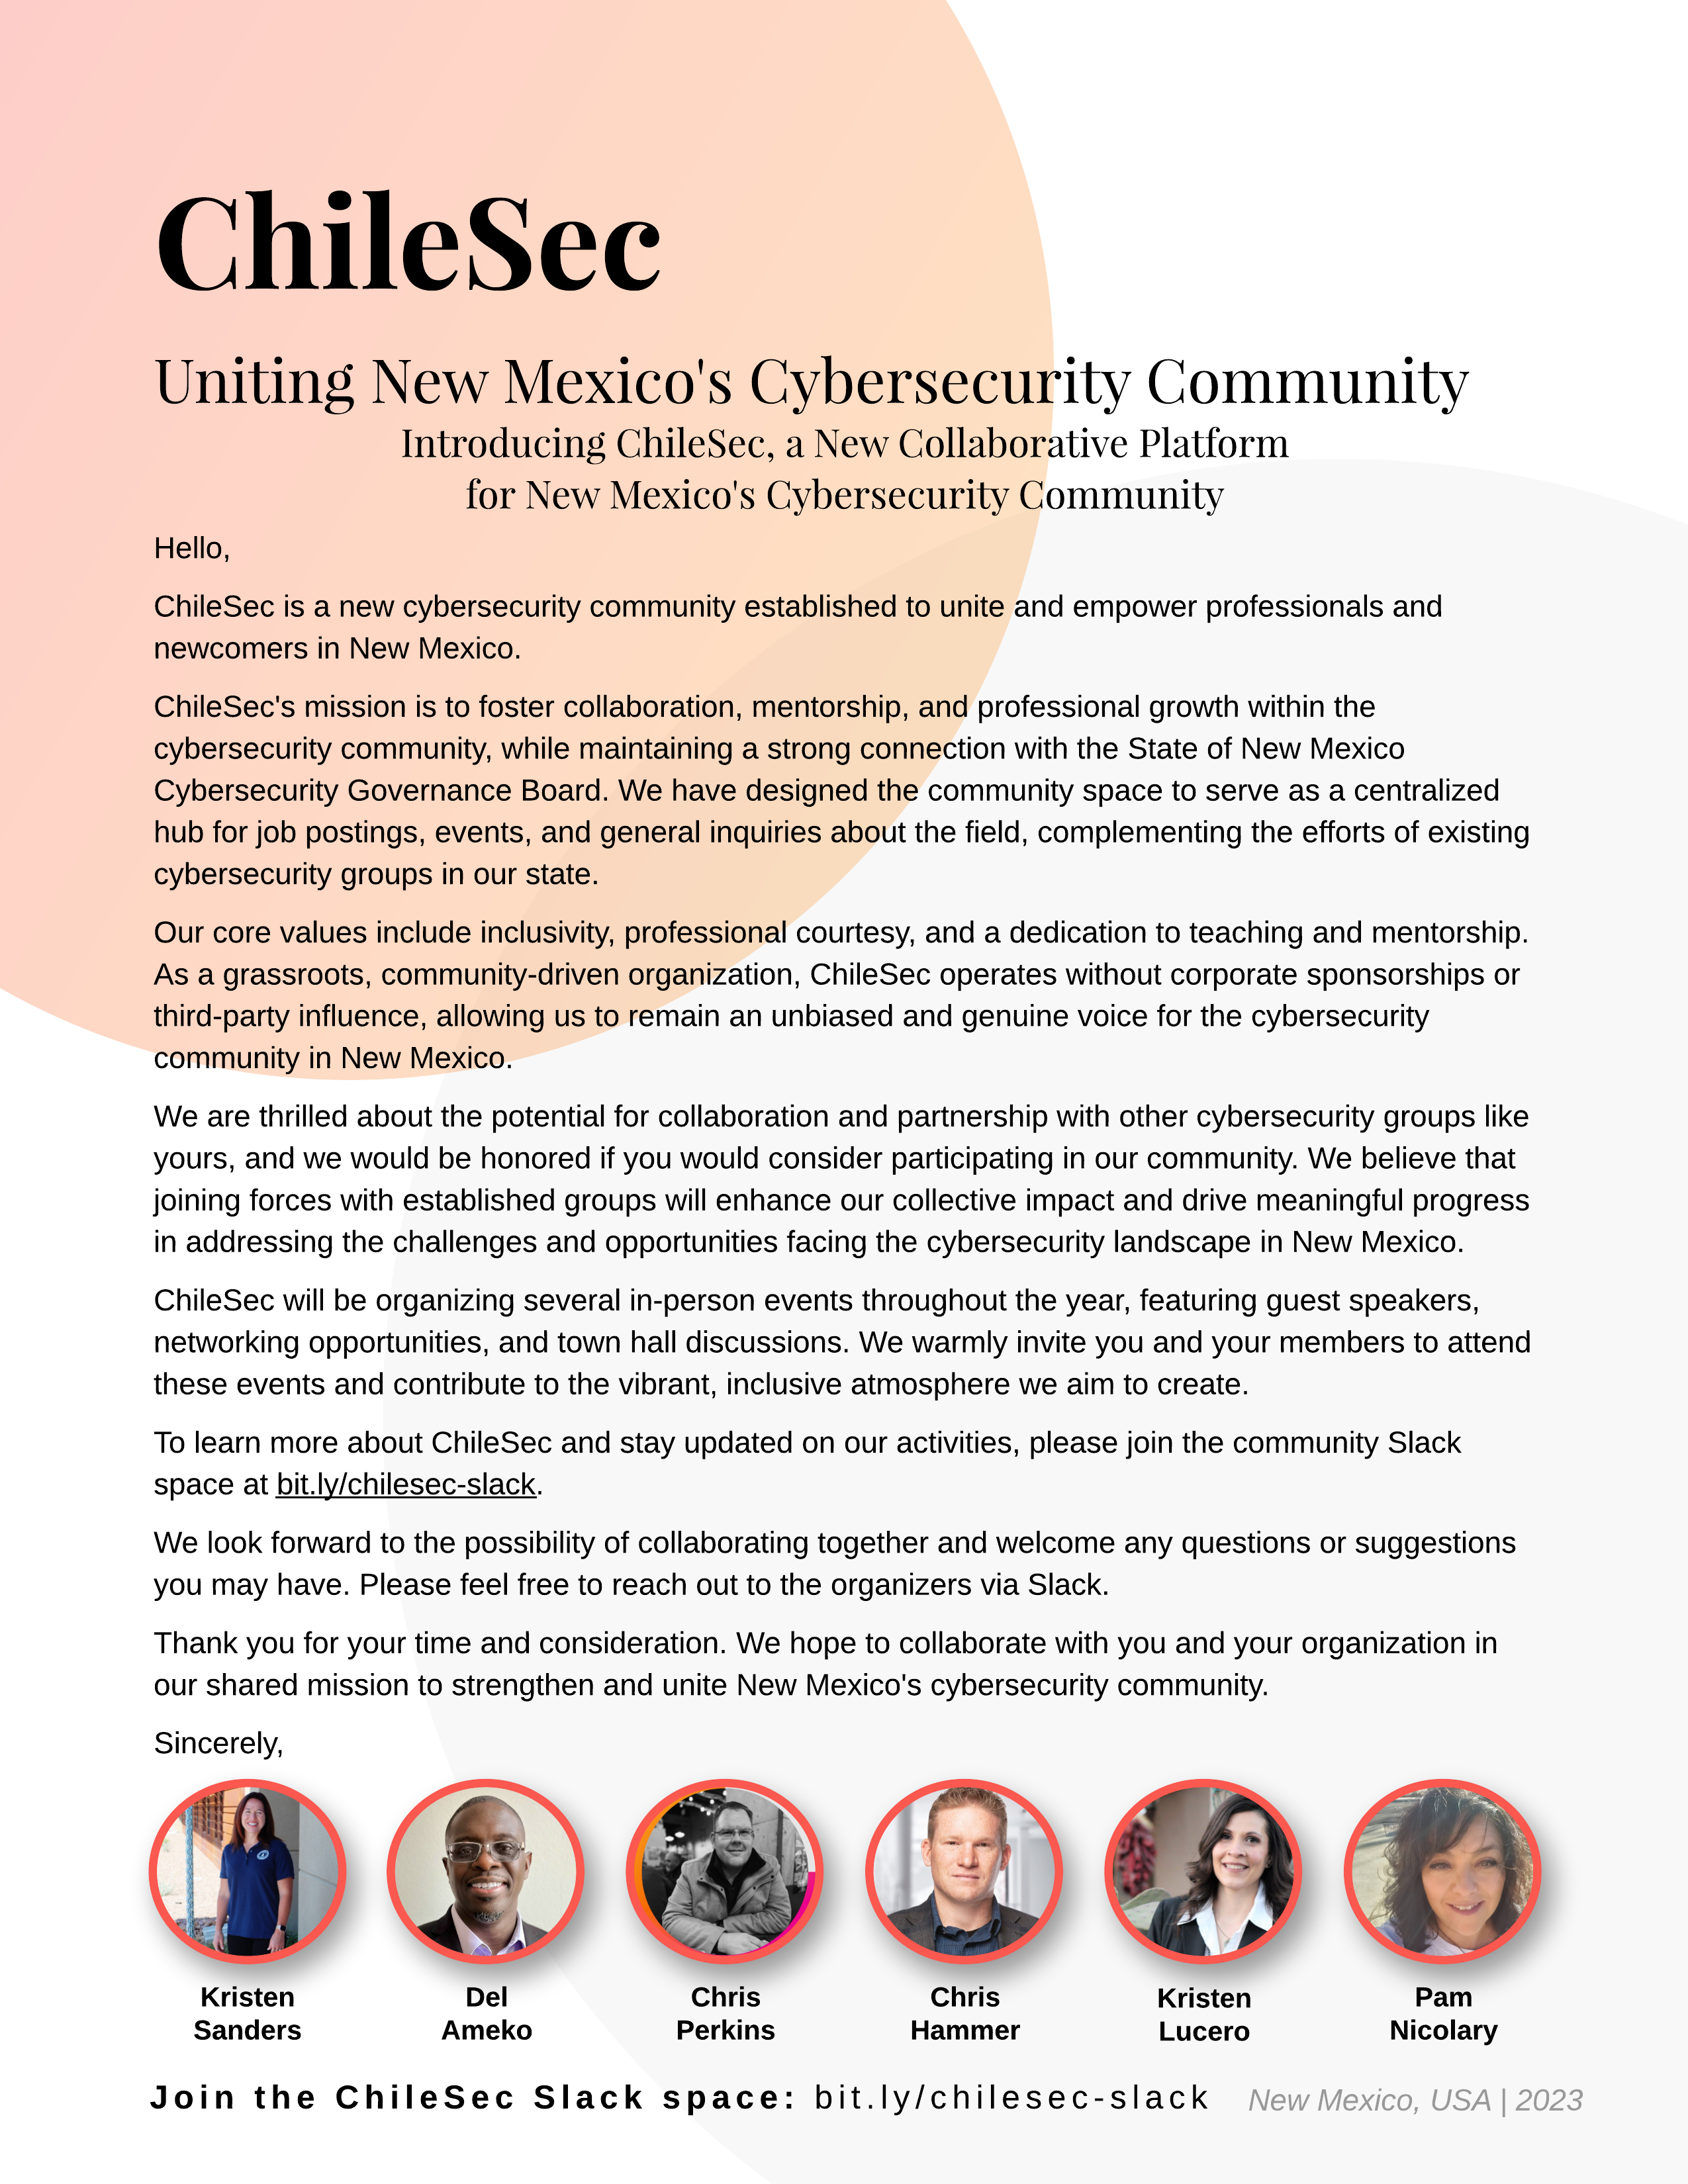 ChileSec
Uniting New Mexico's Cybersecurity Community
Introducing ChileSec, a New Collaborative Platform
for New Mexico's Cybersecurity Community
Hello,
ChileSec is a new cybersecurity community established to unite and empower professionals and
newcomers in New Mexico.
ChileSec's mission is to foster collaboration, mentorship, and professional growth within the
cybersecurity community, while maintaining a strong connection with the State of New Mexico
Cybersecurity Governance Board. We have designed the community space to serve as a centralized
hub for job postings, events, and general inquiries about the field, complementing the efforts of existing
cybersecurity groups in our state.
Our core values include inclusivity, professional courtesy, and a dedication to teaching and mentorship.
As a grassroots, community-driven organization, ChileSec operates without corporate sponsorships or
third-party influence, allowing us to remain an unbiased and genuine voice for the cybersecurity
community in New Mexico.
We are thrilled about the potential for collaboration and partnership with other cybersecurity groups like
yours, and we would be honored if you would consider participating in our community. We believe that
joining forces with established groups will enhance our collective impact and drive meaningful progress
in addressing the challenges and opportunities facing the cybersecurity landscape in New Mexico.
ChileSec will be organizing several in-person events throughout the year, featuring guest speakers,
networking opportunities, and town hall discussions. We warmly invite you and your members to attend
these events and contribute to the vibrant, inclusive atmosphere we aim to create.
To learn more about ChileSec and stay updated on our activities, please join the community Slack
space at bit.ly/chilesec-slack.
We look forward to the possibility of collaborating together and welcome any questions or suggestions
you may have. Please feel free to reach out to the organizers via Slack.
Thank you for your time and consideration. We hope to collaborate with you and your organization in
our shared mission to strengthen and unite New Mexico's cybersecurity community.
Sincerely,
Kristen
Sanders
Del
Ameko
Chris
Perkins
Chris
Hammer
Kristen
Lucero
Pam
Nicolary
Join the ChileSec Slack space: bit.ly/chilesec-slack
New Mexico, USA | 2023